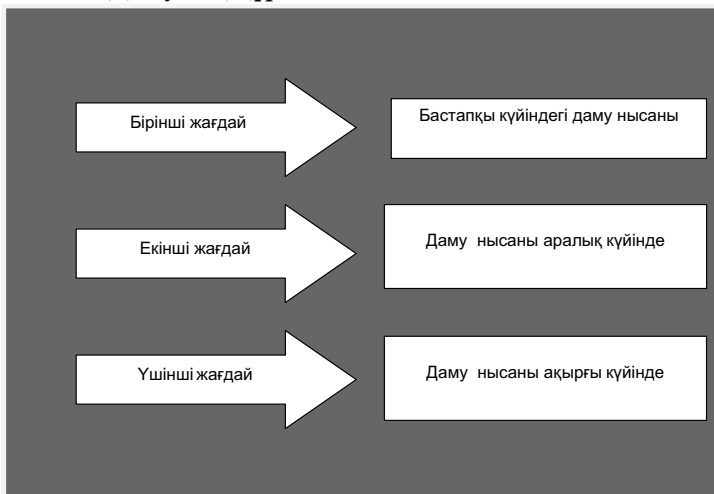 Бірінші жағдай
Бастапқы күйіндегі даму нысаны
Екінші жағдай
Даму нысаны аралық күйінде
Үшінші жағдай
Даму нысаны ақырғы күйінде